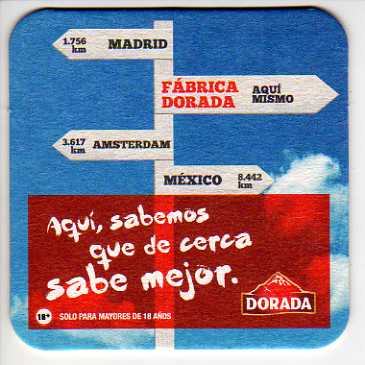 1.756 km MADRID
FÁBRICA DORADA AQUÍ MISMO
3.617 km AMSTERDAM
MÉXICO 8.442 km
Aquí, sabemos
que de cerca
sabe mejor.
DORADA
18+ SOLO PARA MAYORES DE 18 AÑOS